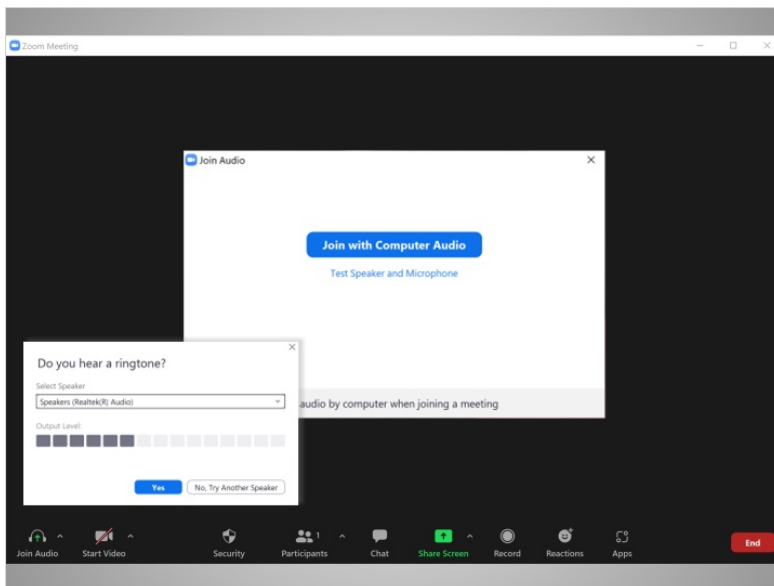 Zoom Meeting
Join Audio
Join with Computer Audio
Test Speaker and Microphone
audio by computer when joining a meeting
Do you hear a ringtone?
Select Speaker
Speakers (Realtek(R) Audio)
Output Level:
Yes
No, Try Another Speaker
1
Join Audio
Start Video
Security
Participants
Chat
Share Screen
Record
Reactions
Apps
End